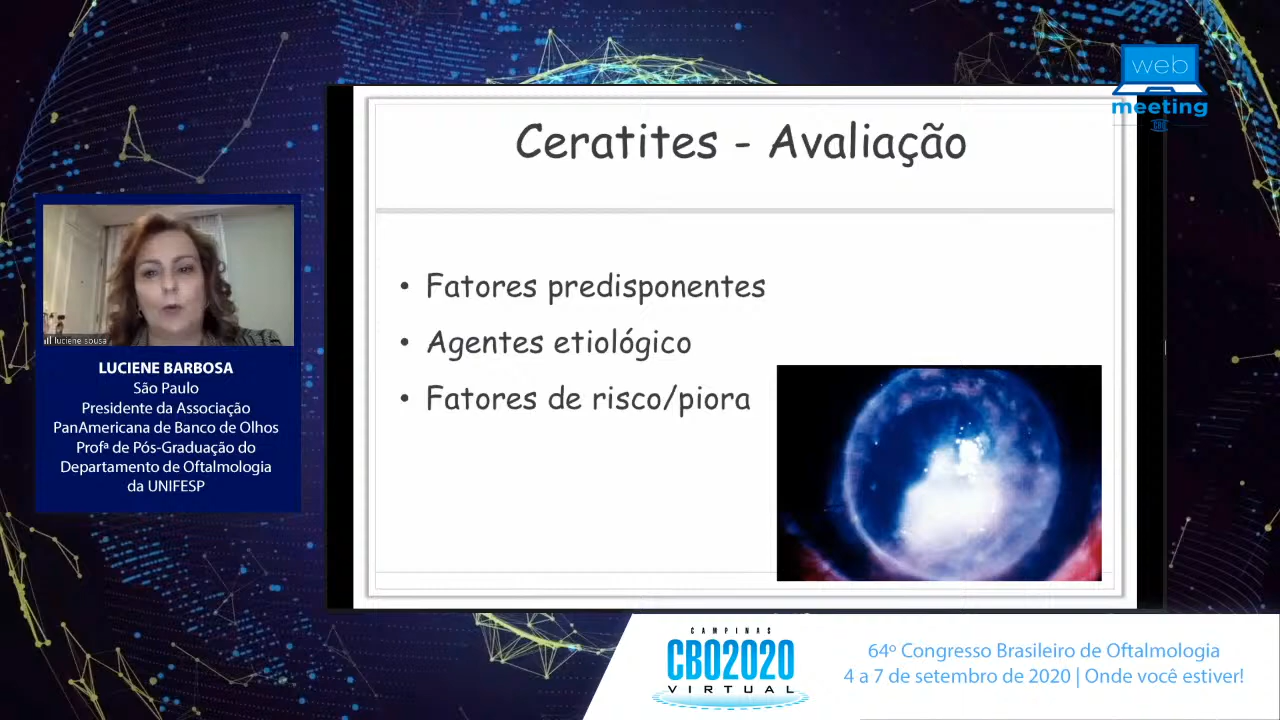 web
meeting
Ceratites - Avaliação
• Fatores predisponentes
• Agentes etiológico
• Fatores de risco/piora
luciene sousa
LUCIENE BARBOSA
São Paulo
Presidente da Associação
PanAmericana de Banco de Olhos
Profª de Pós-Graduação do
Departamento de Oftalmologia
da UNIFESP
CAMPINAS
CBO2020
VIRTUAL
64º Congresso Brasileiro de Oftalmologia
4 a 7 de setembro de 2020 | Onde você estiver!